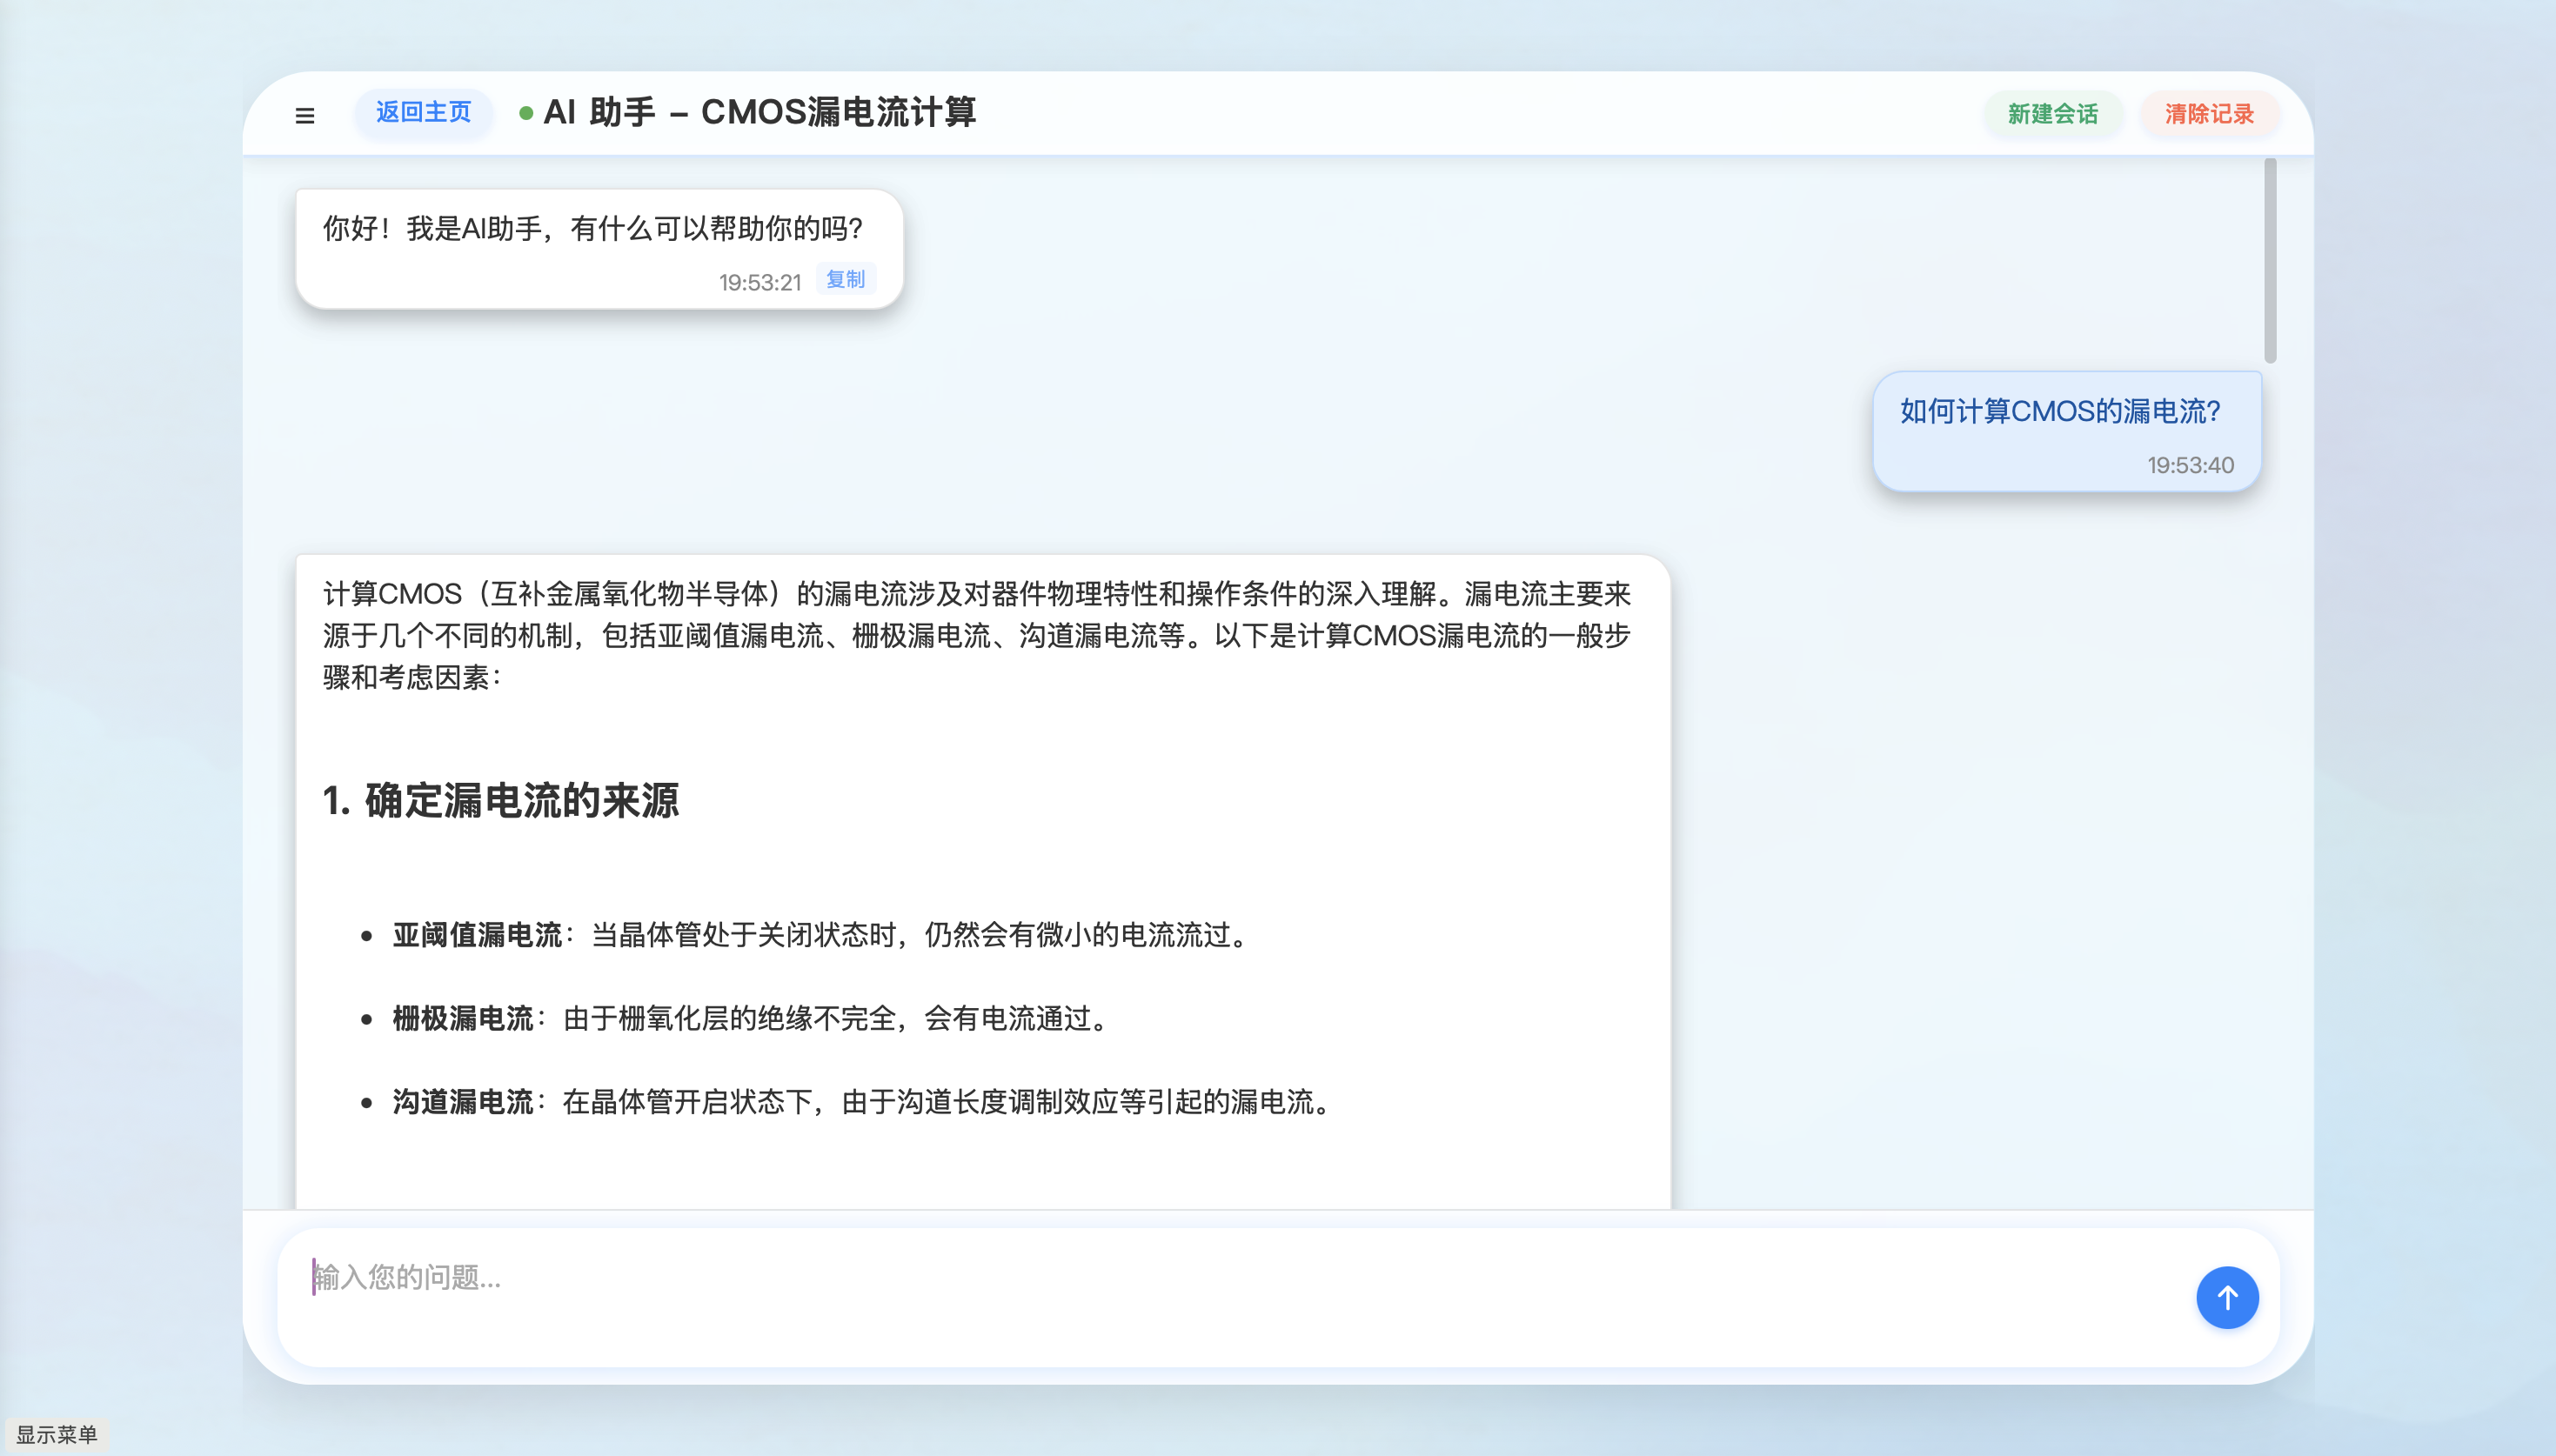 返回主页
AI 助手 – CMOS漏电流计算
新建会话
清除记录
你好！我是AI助手，有什么可以帮助你的吗？
19:53:21 复制
如何计算CMOS的漏电流？
19:53:40
计算CMOS（互补金属氧化物半导体）的漏电流涉及对器件物理特性和操作条件的深入理解。漏电流主要来
源于几个不同的机制，包括亚阈值漏电流、栅极漏电流、沟道漏电流等。以下是计算CMOS漏电流的一般步
骤和考虑因素：
1. 确定漏电流的来源
• 亚阈值漏电流：当晶体管处于关闭状态时，仍然会有微小的电流流过。
• 栅极漏电流：由于栅氧化层的绝缘不完全，会有电流通过。
• 沟道漏电流：在晶体管开启状态下，由于沟道长度调制效应等引起的漏电流。
输入您的问题...
显示菜单